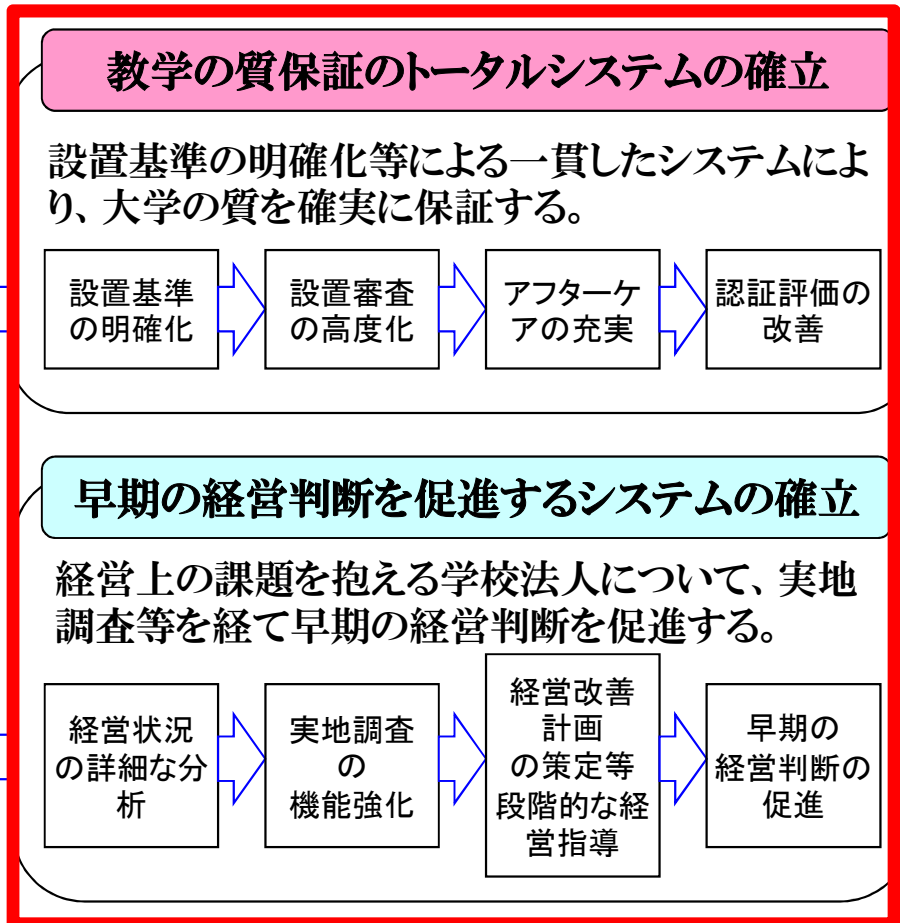 教学の質保証のトータルシステムの確立
設置基準の明確化等による一貫したシステムによ
り、大学の質を確実に保証する。
設置基準
の明確化
設置審査
の高度化
アフターケ
アの充実
認証評価の
改善
早期の経営判断を促進するシステムの確立
経営上の課題を抱える学校法人について、実地
調査等を経て早期の経営判断を促進する。
経営状況
の詳細な分
析
実地調査
の
機能強化
経営改善
計画
の策定等
段階的な経
営指導
早期の
経営判断の
促進